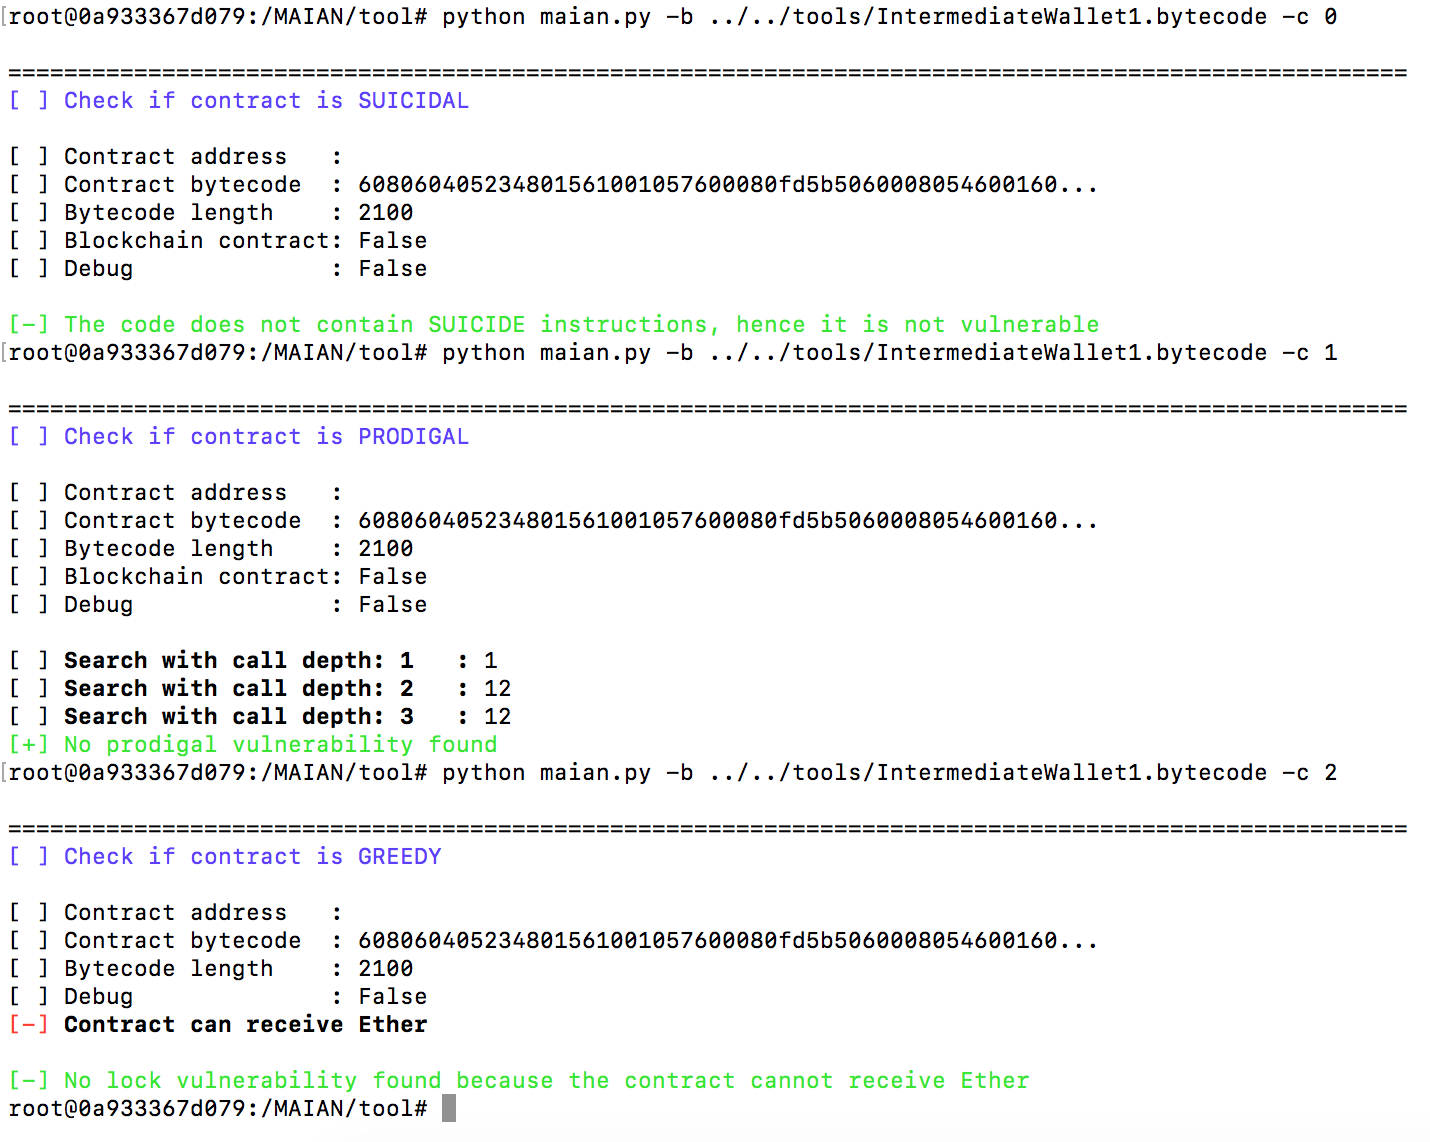 [root@0a933367d079:/MAIAN/tool# python maian.py -b ../../tools/IntermediateWallet1.bytecode -c 0
====================================================================================================
[ ] Check if contract is SUICIDAL
[ ] Contract address   :
[ ] Contract bytecode  : 608060405234801561001057600080fd5b5060008054600160...
[ ] Bytecode length    : 2100
[ ] Blockchain contract: False
[ ] Debug              : False
[-] The code does not contain SUICIDE instructions, hence it is not vulnerable
[root@0a933367d079:/MAIAN/tool# python maian.py -b ../../tools/IntermediateWallet1.bytecode -c 1
====================================================================================================
[ ] Check if contract is PRODIGAL
[ ] Contract address   :
[ ] Contract bytecode  : 608060405234801561001057600080fd5b5060008054600160...
[ ] Bytecode length    : 2100
[ ] Blockchain contract: False
[ ] Debug              : False
[ ] Search with call depth: 1   : 1
[ ] Search with call depth: 2   : 12
[ ] Search with call depth: 3   : 12
[+] No prodigal vulnerability found
[root@0a933367d079:/MAIAN/tool# python maian.py -b ../../tools/IntermediateWallet1.bytecode -c 2
====================================================================================================
[ ] Check if contract is GREEDY
[ ] Contract address   :
[ ] Contract bytecode  : 608060405234801561001057600080fd5b5060008054600160...
[ ] Bytecode length    : 2100
[ ] Debug              : False
[-] Contract can receive Ether
[-] No lock vulnerability found because the contract cannot receive Ether
root@0a933367d079:/MAIAN/tool#